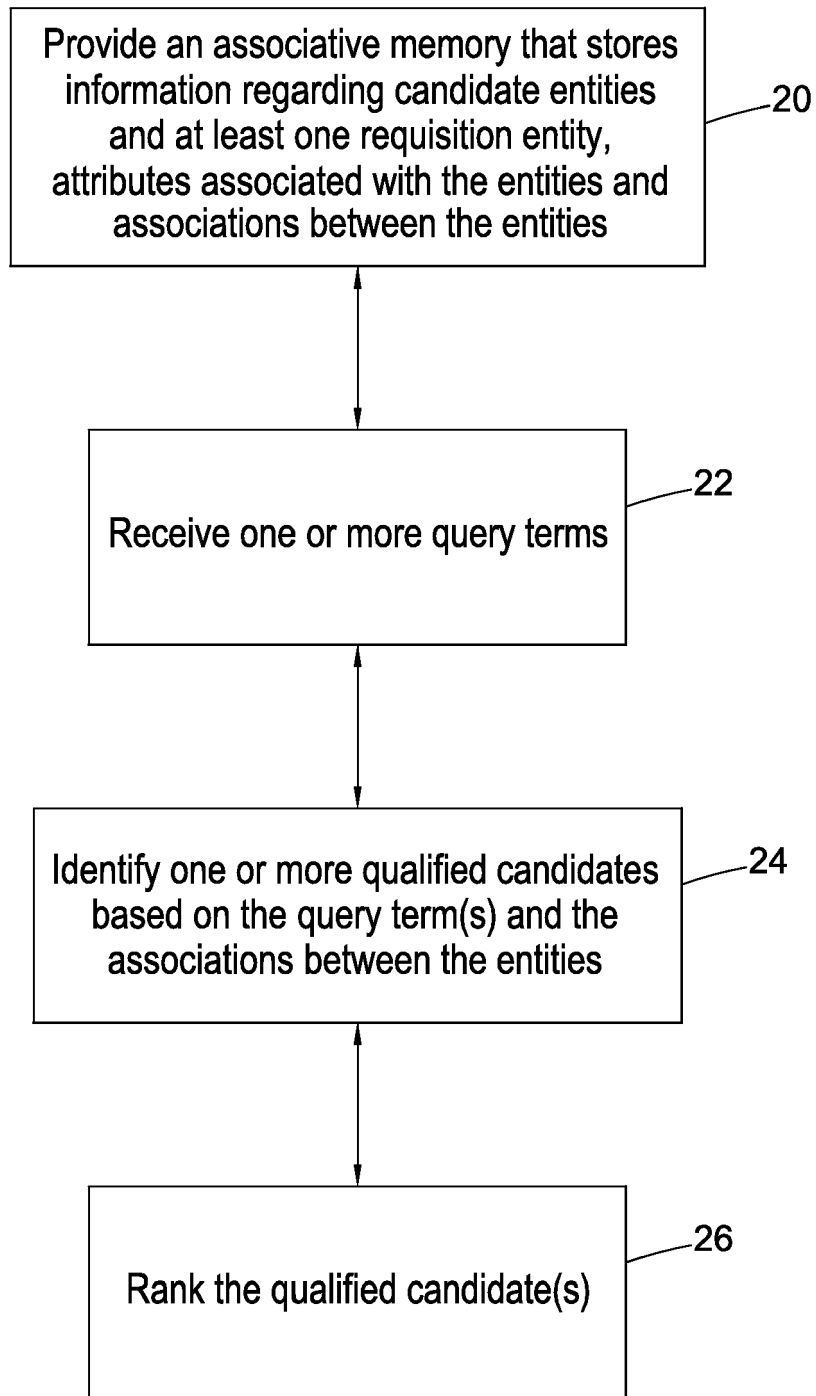 Provide an associative memory that stores
information regarding candidate entities
and at least one requisition entity,
attributes associated with the entities and
associations between the entities
20
Receive one or more query terms
22
Identify one or more qualified candidates
based on the query term(s) and the
associations between the entities
24
Rank the qualified candidate(s)
26